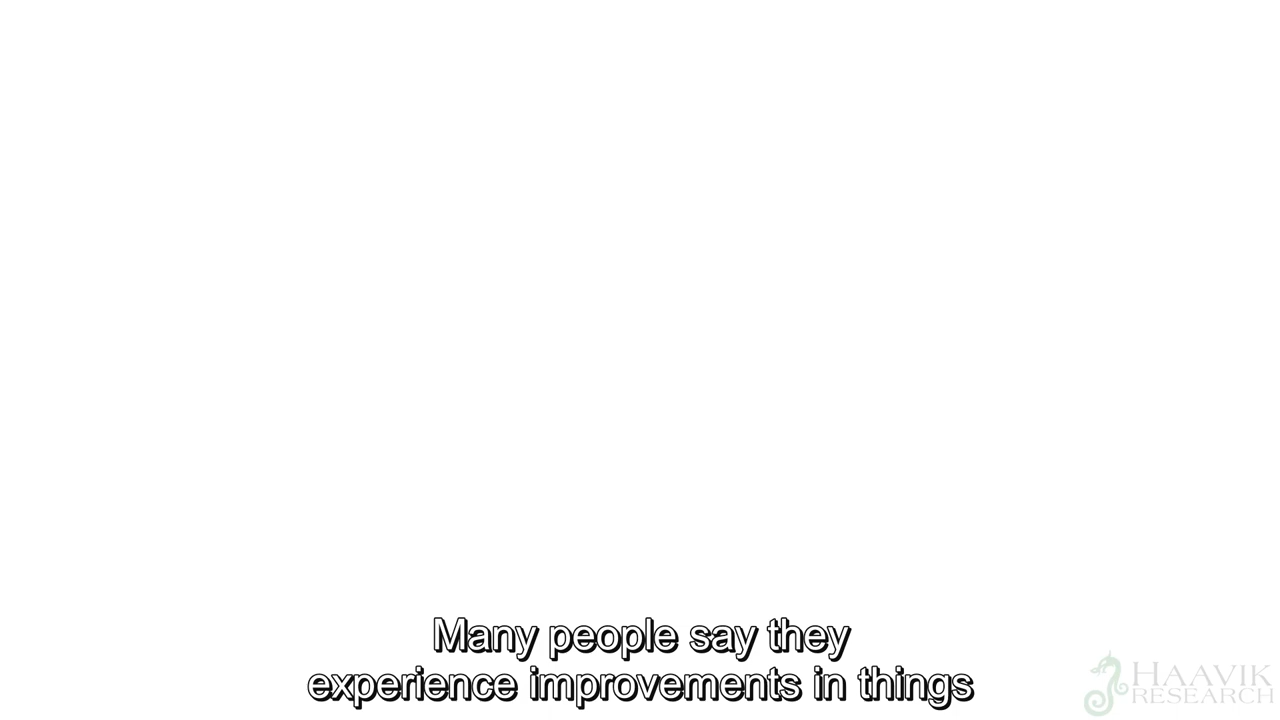 Many people say they
experience improvements in things
HAAVIK
RESEARCH